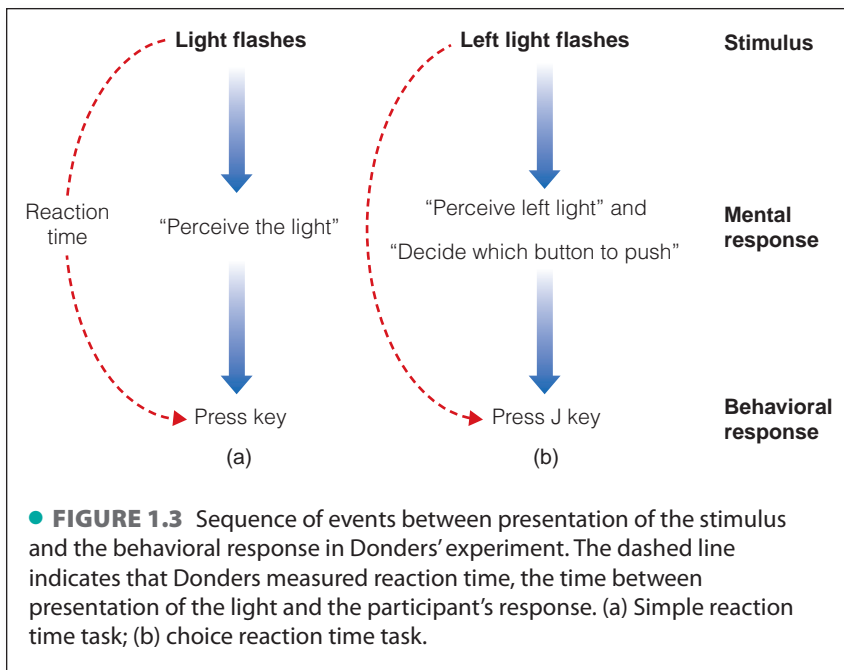 Light flashes
Left light flashes
Stimulus
Reaction
time
“Perceive the light”
“Perceive left light” and
“Decide which button to push”
Mental
response
Press key
Press J key
Behavioral
response
(a)
(b)
● FIGURE 1.3 Sequence of events between presentation of the stimulus
and the behavioral response in Donders’ experiment. The dashed line
indicates that Donders measured reaction time, the time between
presentation of the light and the participant’s response. (a) Simple reaction
time task; (b) choice reaction time task.